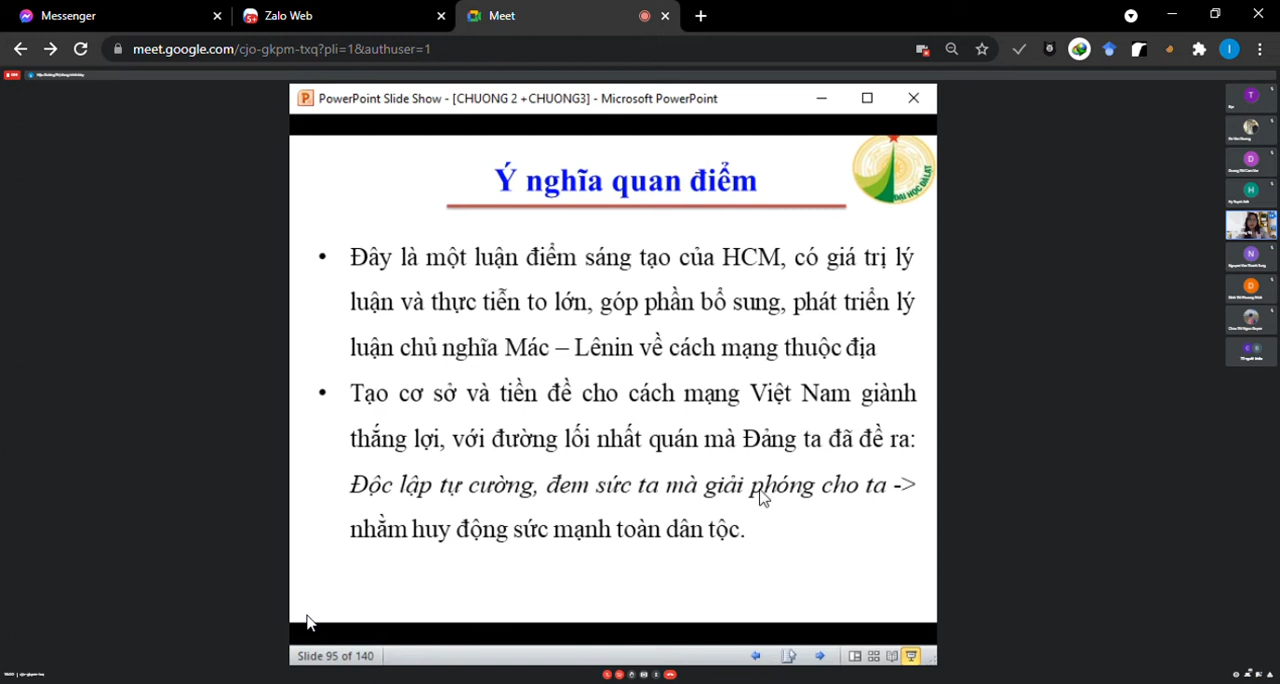 Messenger
Zalo Web
Meet
meet.google.com/cjo-gkpm-txq?pli=1&authuser=1
I
PowerPoint Slide Show - [CHUONG 2 +CHUONG3] - Microsoft PowerPoint
Ý nghĩa quan điểm
ĐẠI HỌC ĐÀ LẠT
• Đây là một luận điểm sáng tạo của HCM, có giá trị lý
luận và thực tiễn to lớn, góp phần bổ sung, phát triển lý
luận chủ nghĩa Mác – Lênin về cách mạng thuộc địa
• Tạo cơ sở và tiền đề cho cách mạng Việt Nam giành
thắng lợi, với đường lối nhất quán mà Đảng ta đã đề ra:
Độc lập tự cường, đem sức ta mà giải phóng cho ta ->
nhằm huy động sức mạnh toàn dân tộc.
Slide 95 of 140
T
D
H
N
D
C